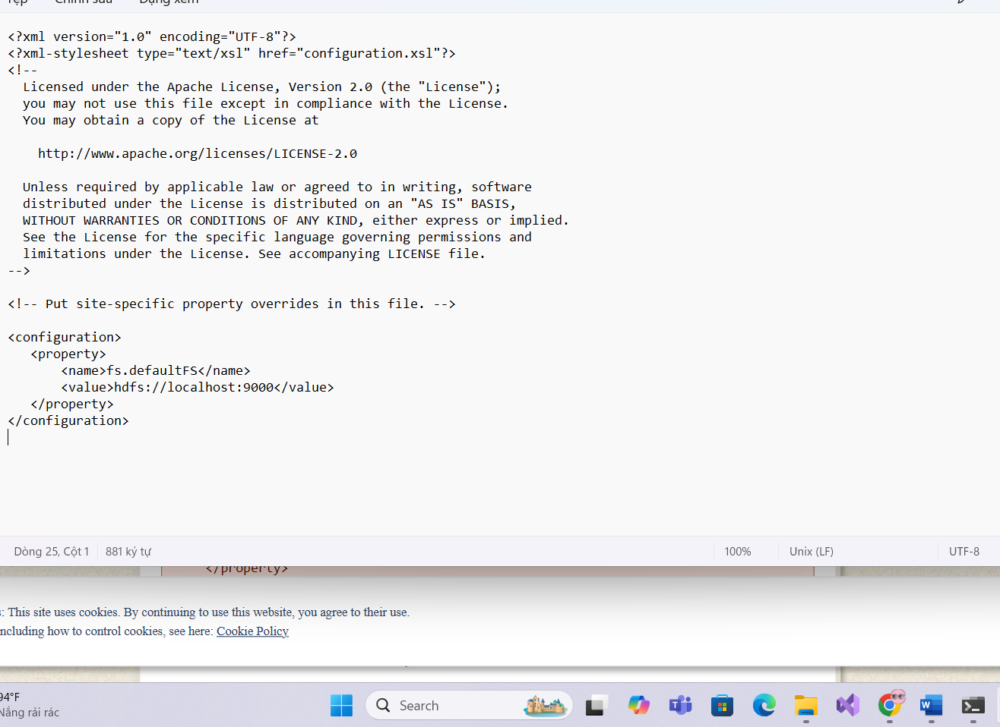 Tệp Chỉnh sửa Dạng xem
<?xml version="1.0" encoding="UTF-8"?>
<?xml-stylesheet type="text/xsl" href="configuration.xsl"?>
<!--
  Licensed under the Apache License, Version 2.0 (the "License");
  you may not use this file except in compliance with the License.
  You may obtain a copy of the License at

    http://www.apache.org/licenses/LICENSE-2.0

  Unless required by applicable law or agreed to in writing, software
  distributed under the License is distributed on an "AS IS" BASIS,
  WITHOUT WARRANTIES OR CONDITIONS OF ANY KIND, either express or implied.
  See the License for the specific language governing permissions and
  limitations under the License. See accompanying LICENSE file.
-->

<!-- Put site-specific property overrides in this file. -->

<configuration>
   <property>
       <name>fs.defaultFS</name>
       <value>hdfs://localhost:9000</value>
   </property>
</configuration>
Dòng 25, Cột 1 881 ký tự 100% Unix (LF) UTF-8
</property>
s: This site uses cookies. By continuing to use this website, you agree to their use.
ncluding how to control cookies, see here: Cookie Policy
94°F
Nắng rải rác
Search